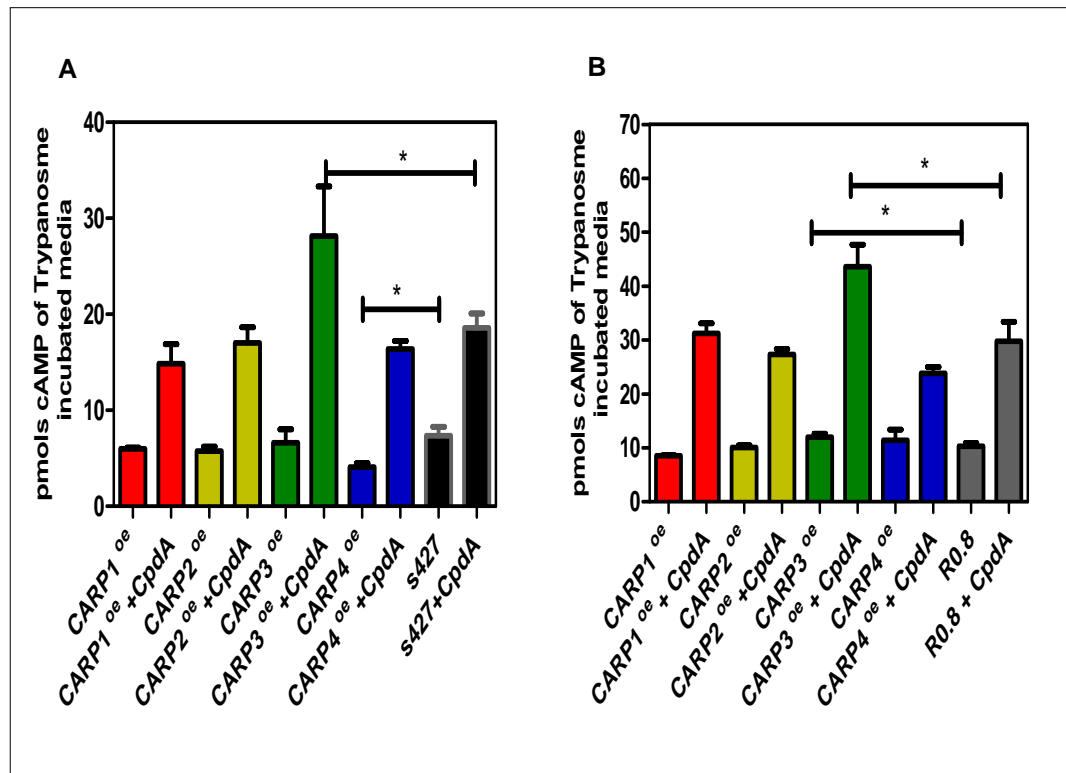 A
pmols cAMP of Trypanosme
incubated media
40
30
20
10
0
*
*
CARP1 oe
CARP1 oe +CpdA
CARP2 oe
CARP2 oe +CpdA
CARP3 oe
CARP3 oe +CpdA
CARP4 oe
CARP4 oe +CpdA
s427
s427+CpdA
B
pmols cAMP of Trypanosme
incubated media
70
60
50
40
30
20
10
0
*
*
CARP1 oe
CARP1 oe + CpdA
CARP2 oe
CARP2 oe +CpdA
CARP3 oe
CARP3 oe + CpdA
CARP4 oe
CARP4 oe + CpdA
R0.8
R0.8 + CpdA